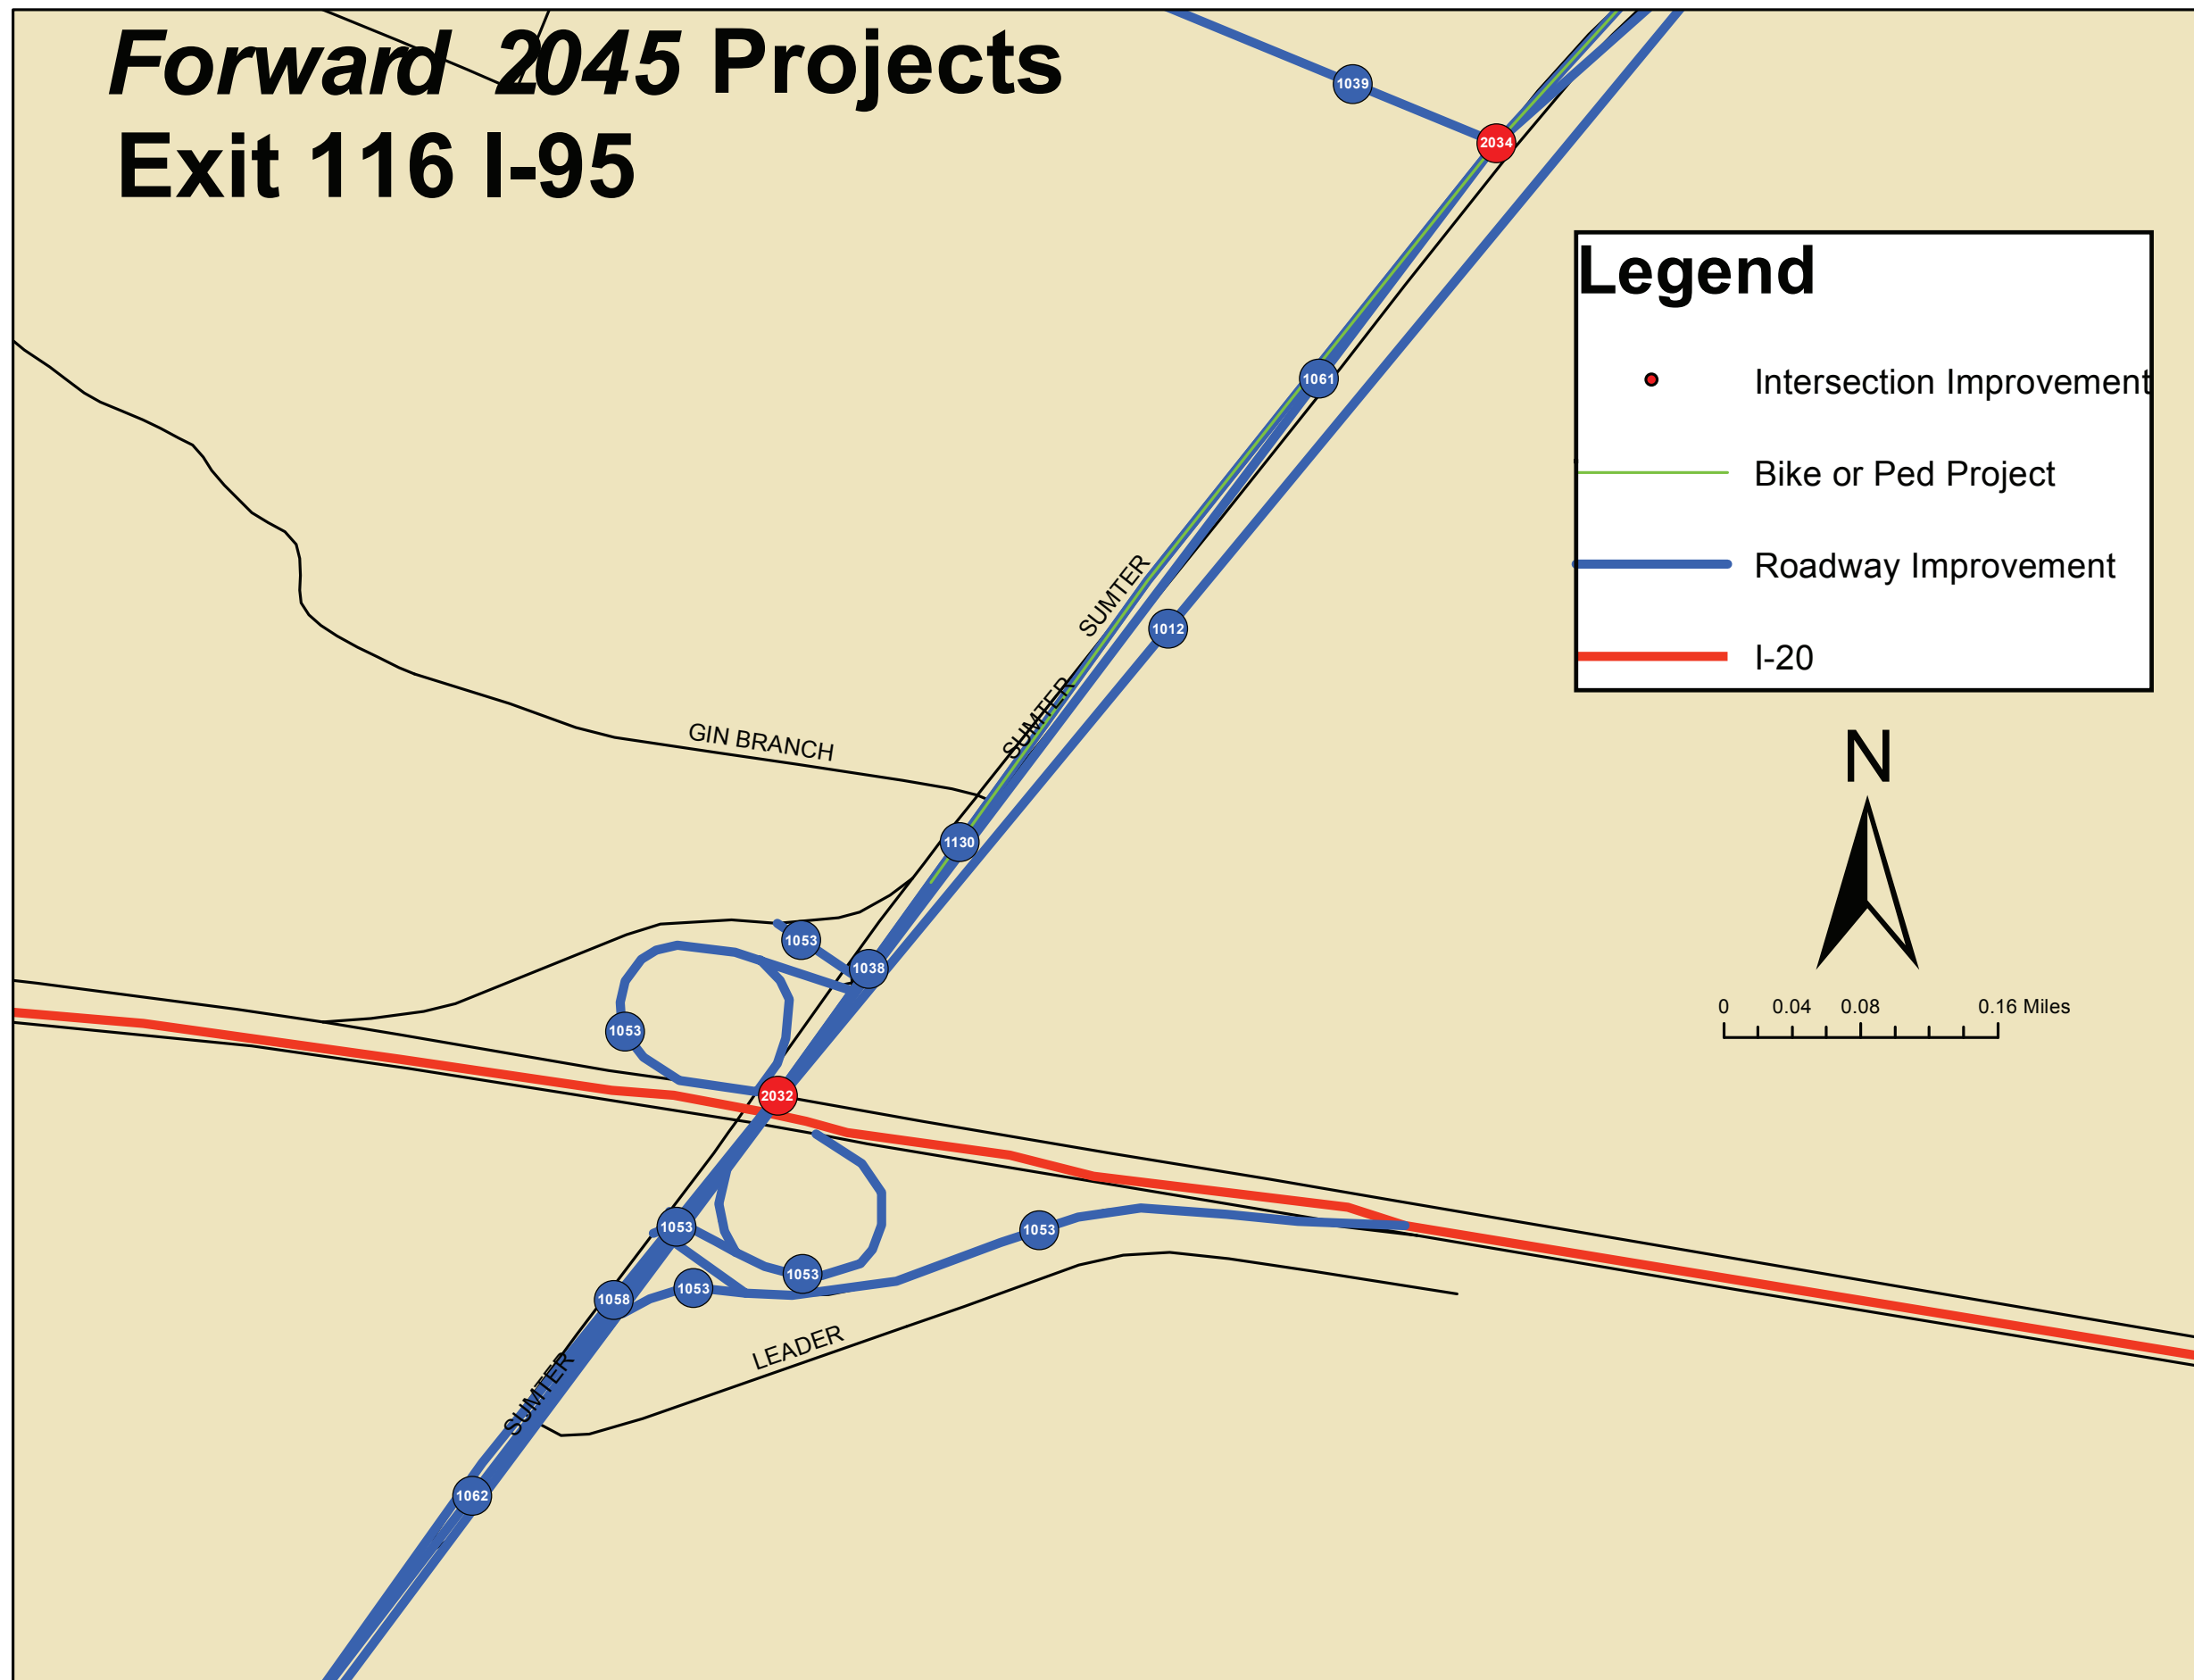 Forward 2045 Projects
Exit 116 I-95
1039
2034
Legend
Intersection Improvement
Bike or Ped Project
Roadway Improvement
I-20
1061
SUMTER
1012
SUMTER
GIN BRANCH
N
1130
0 0.04 0.08 0.16 Miles
1053
1038
1053
2032
1053
1053
1053
1053
1058
LEADER
SUMTER
1062